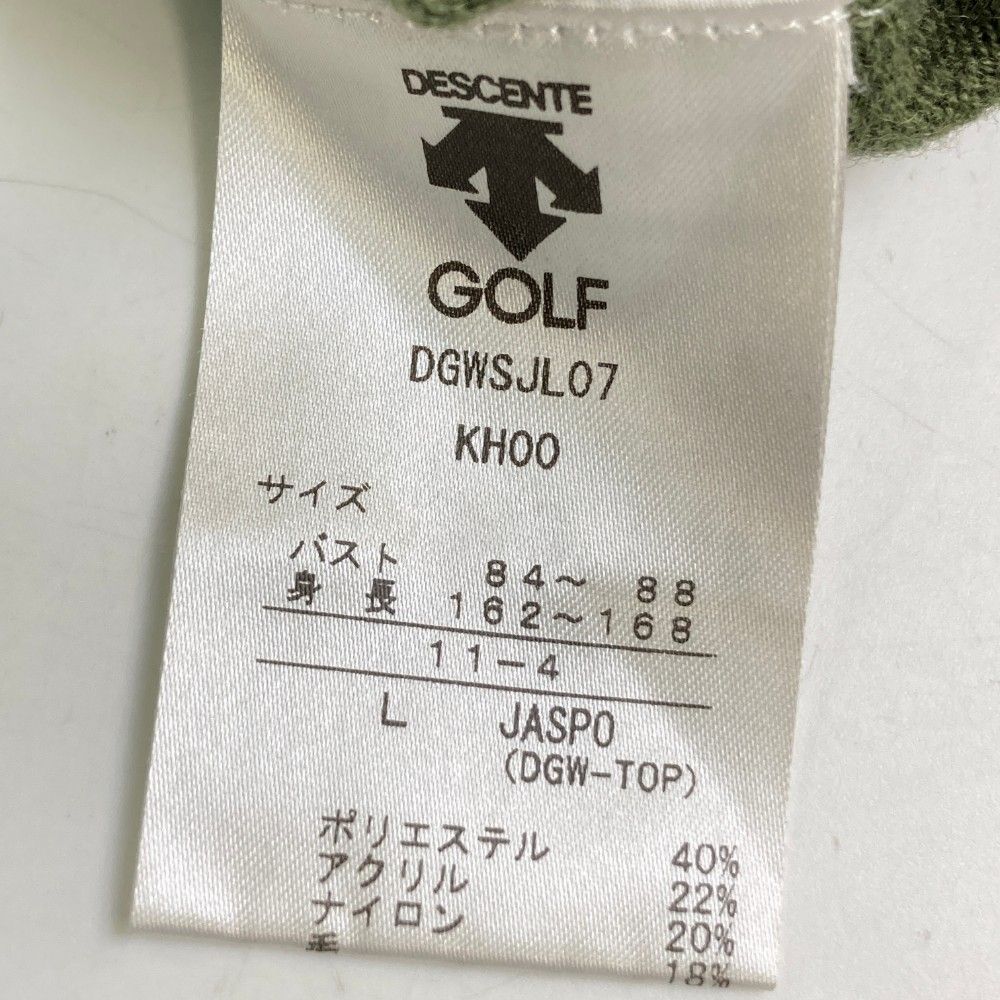 DESCENTE
GOLF
DGWSJL07
KH00
サイズ
バスト 84~ 88
身長 162~168
11-4
L JASPO
(DGW-TOP)
ポリエステル 40%
アクリル 22%
ナイロン 20%
毛 18%